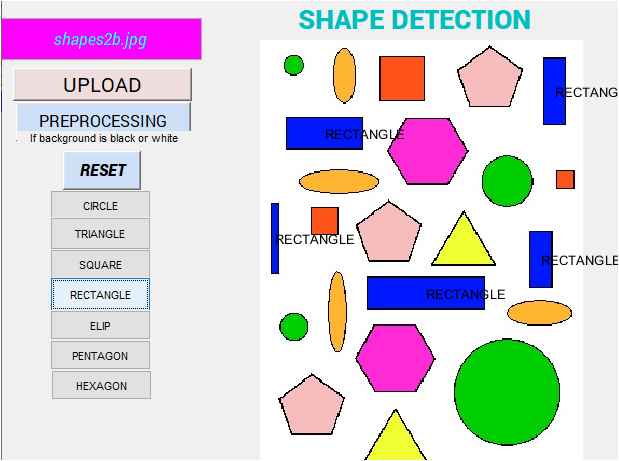 SHAPE DETECTION
shapes2b.jpg
UPLOAD
PREPROCESSING
If background is black or white
RESET
CIRCLE
TRIANGLE
SQUARE
RECTANGLE
ELIP
PENTAGON
HEXAGON
RECTANG
RECTANGLE
RECTANGLE
RECTANGLE
RECTANGLE